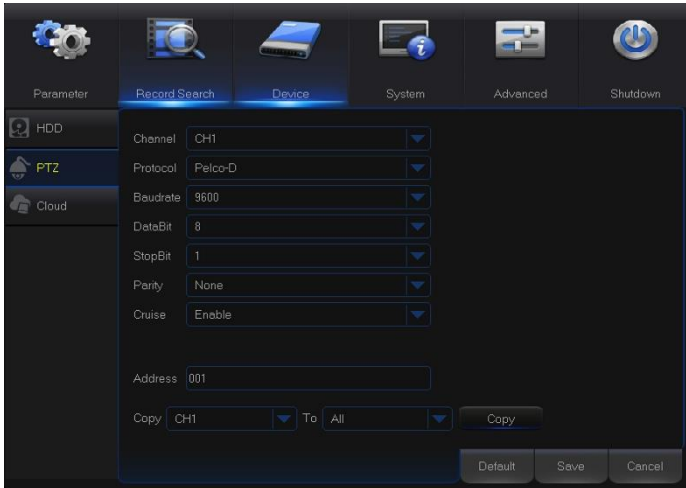 Parameter Record Search Device System Advanced Shutdown
HDD
PTZ
Cloud
Channel CH1
Protocol Pelco-D
Baudrate 9600
DataBit 8
StopBit 1
Parity None
Cruise Enable
Address 001
Copy CH1 To All Copy
Default Save Cancel